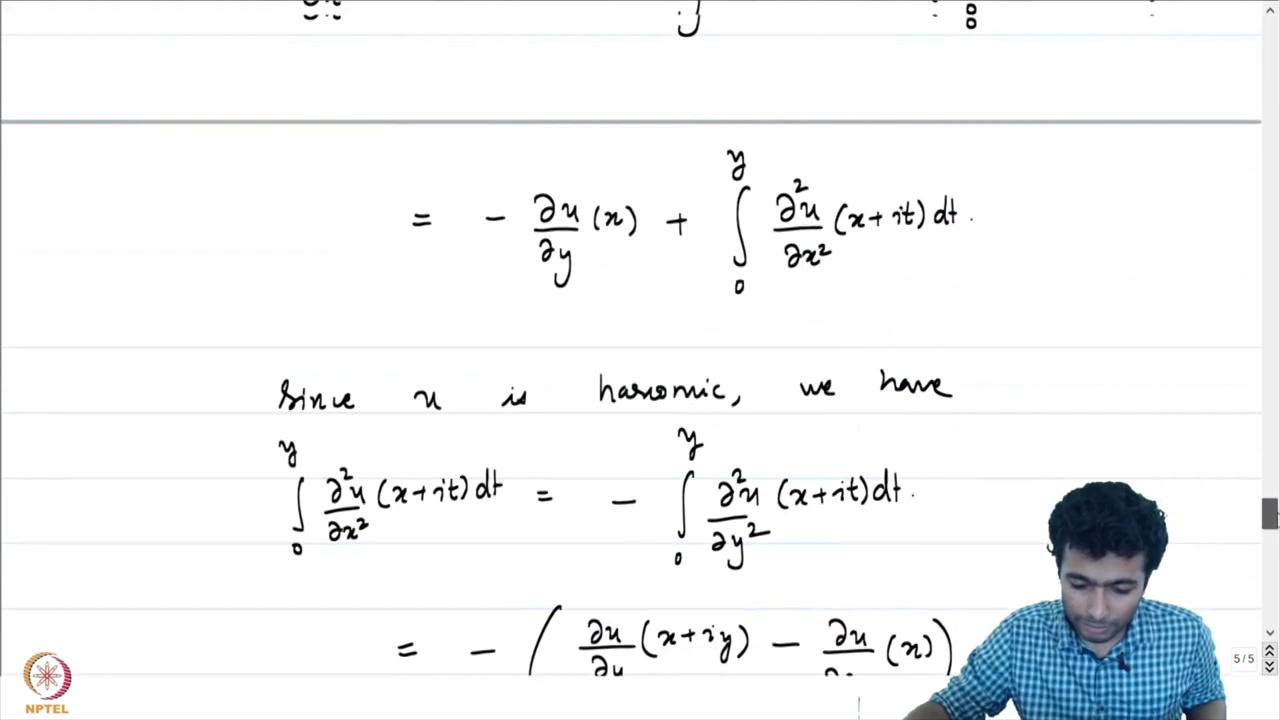 = - ∂u/∂y (x) + ∫₀^y ∂²u/∂x² (x+it) dt.
Since u is harmonic, we have
∫₀^y ∂²u/∂x² (x+it) dt = - ∫₀^y ∂²u/∂y² (x+it) dt.
= - ( ∂u/∂y (x+iy) - ∂u/ (x) )
5/5
NPTEL